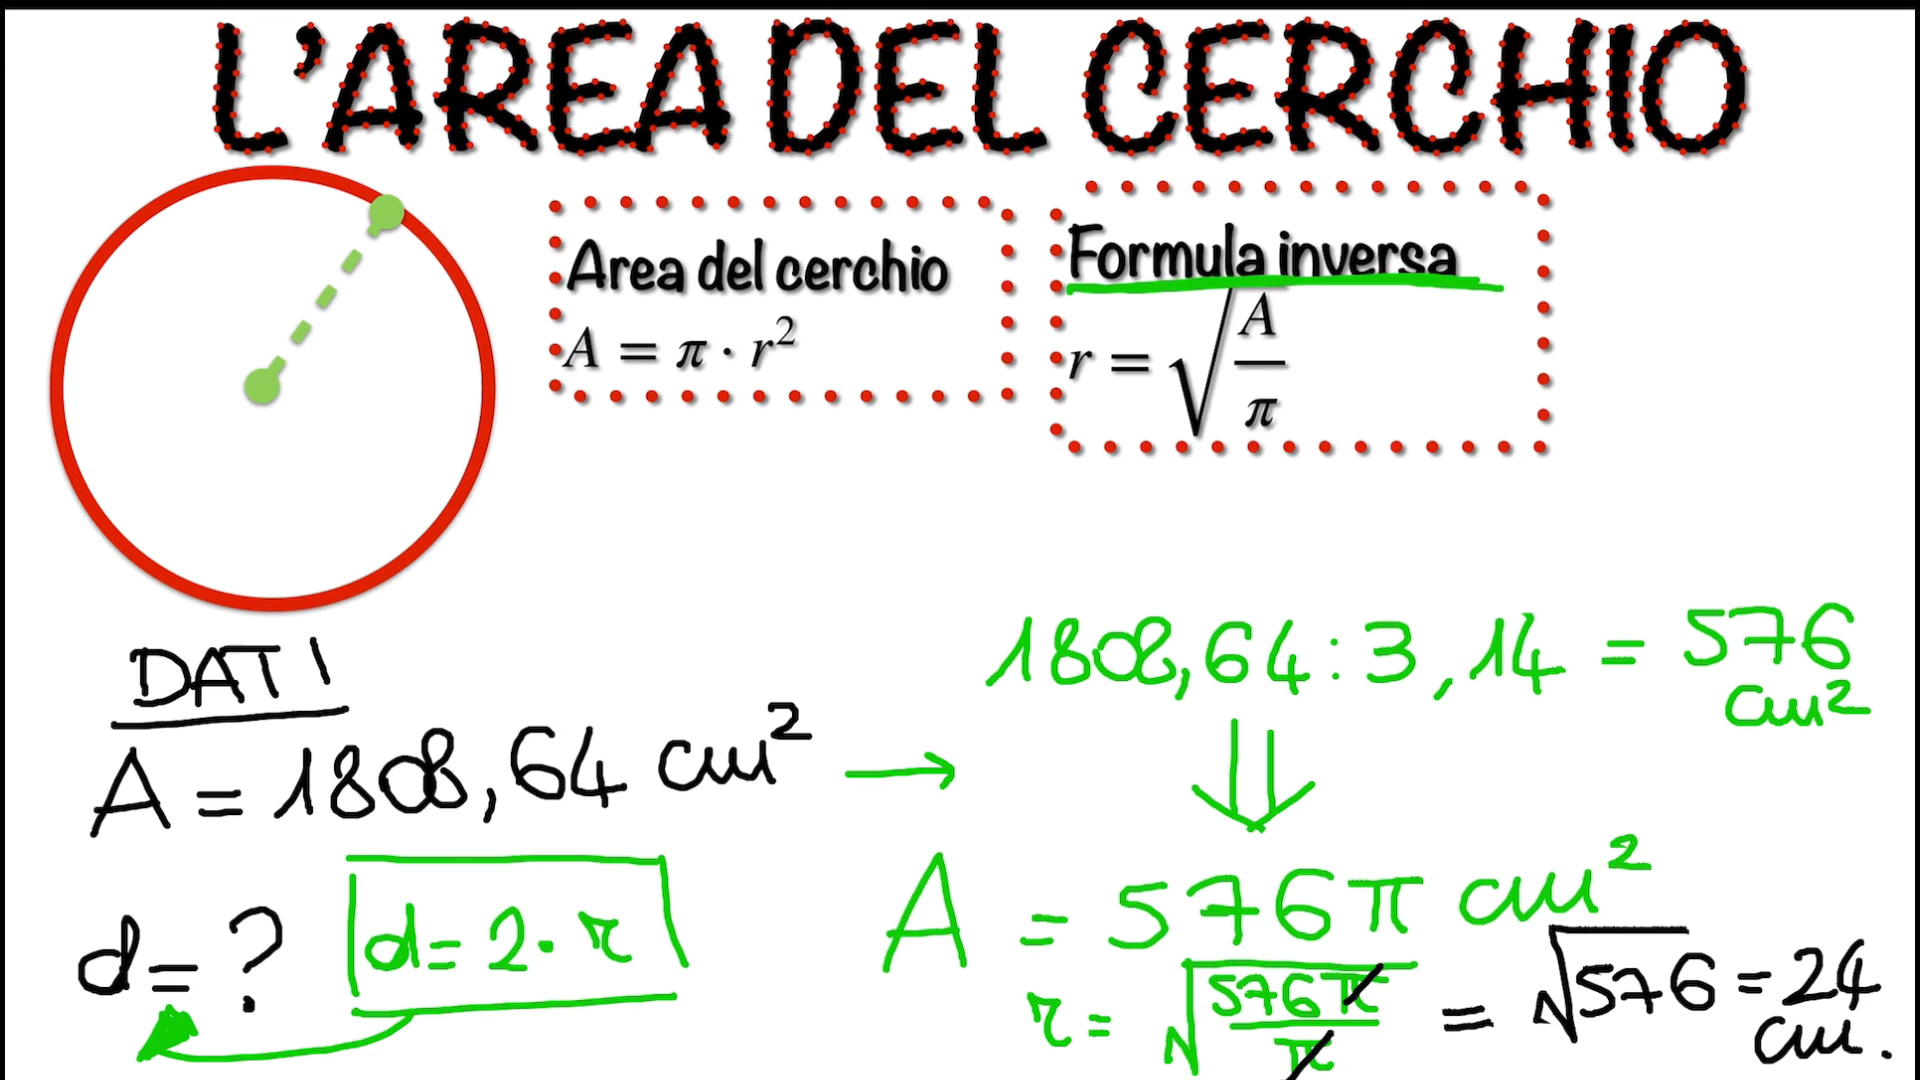 L'AREA DEL CERCHIO
Area del cerchio
A = π · r²
Formula inversa
r = √(A/π)
DATI
A = 1808,64 cm²
d = ?
d = 2 · r
1808,64 : 3,14 = 576
cm²
A = 576π cm²
r = √(576π/π) = √576 = 24
cm.